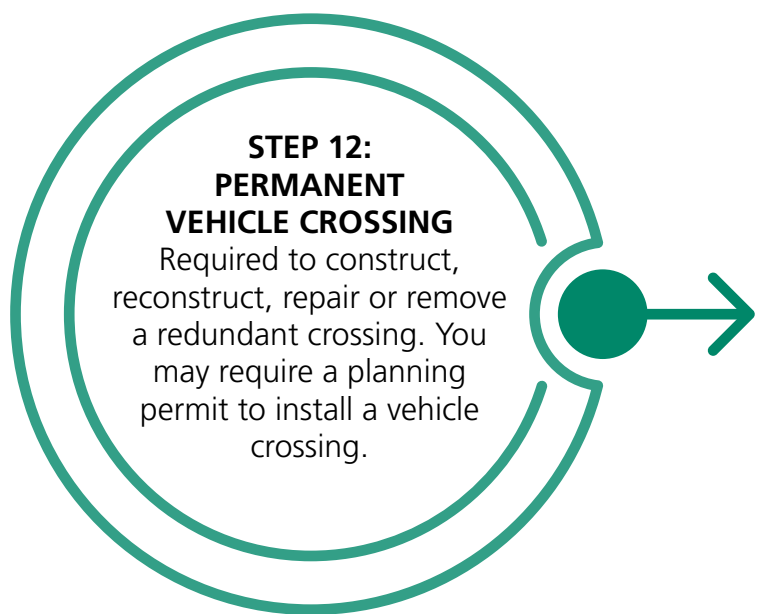 STEP 12:
PERMANENT
VEHICLE CROSSING
Required to construct,
reconstruct, repair or remove
a redundant crossing. You
may require a planning
permit to install a vehicle
crossing.